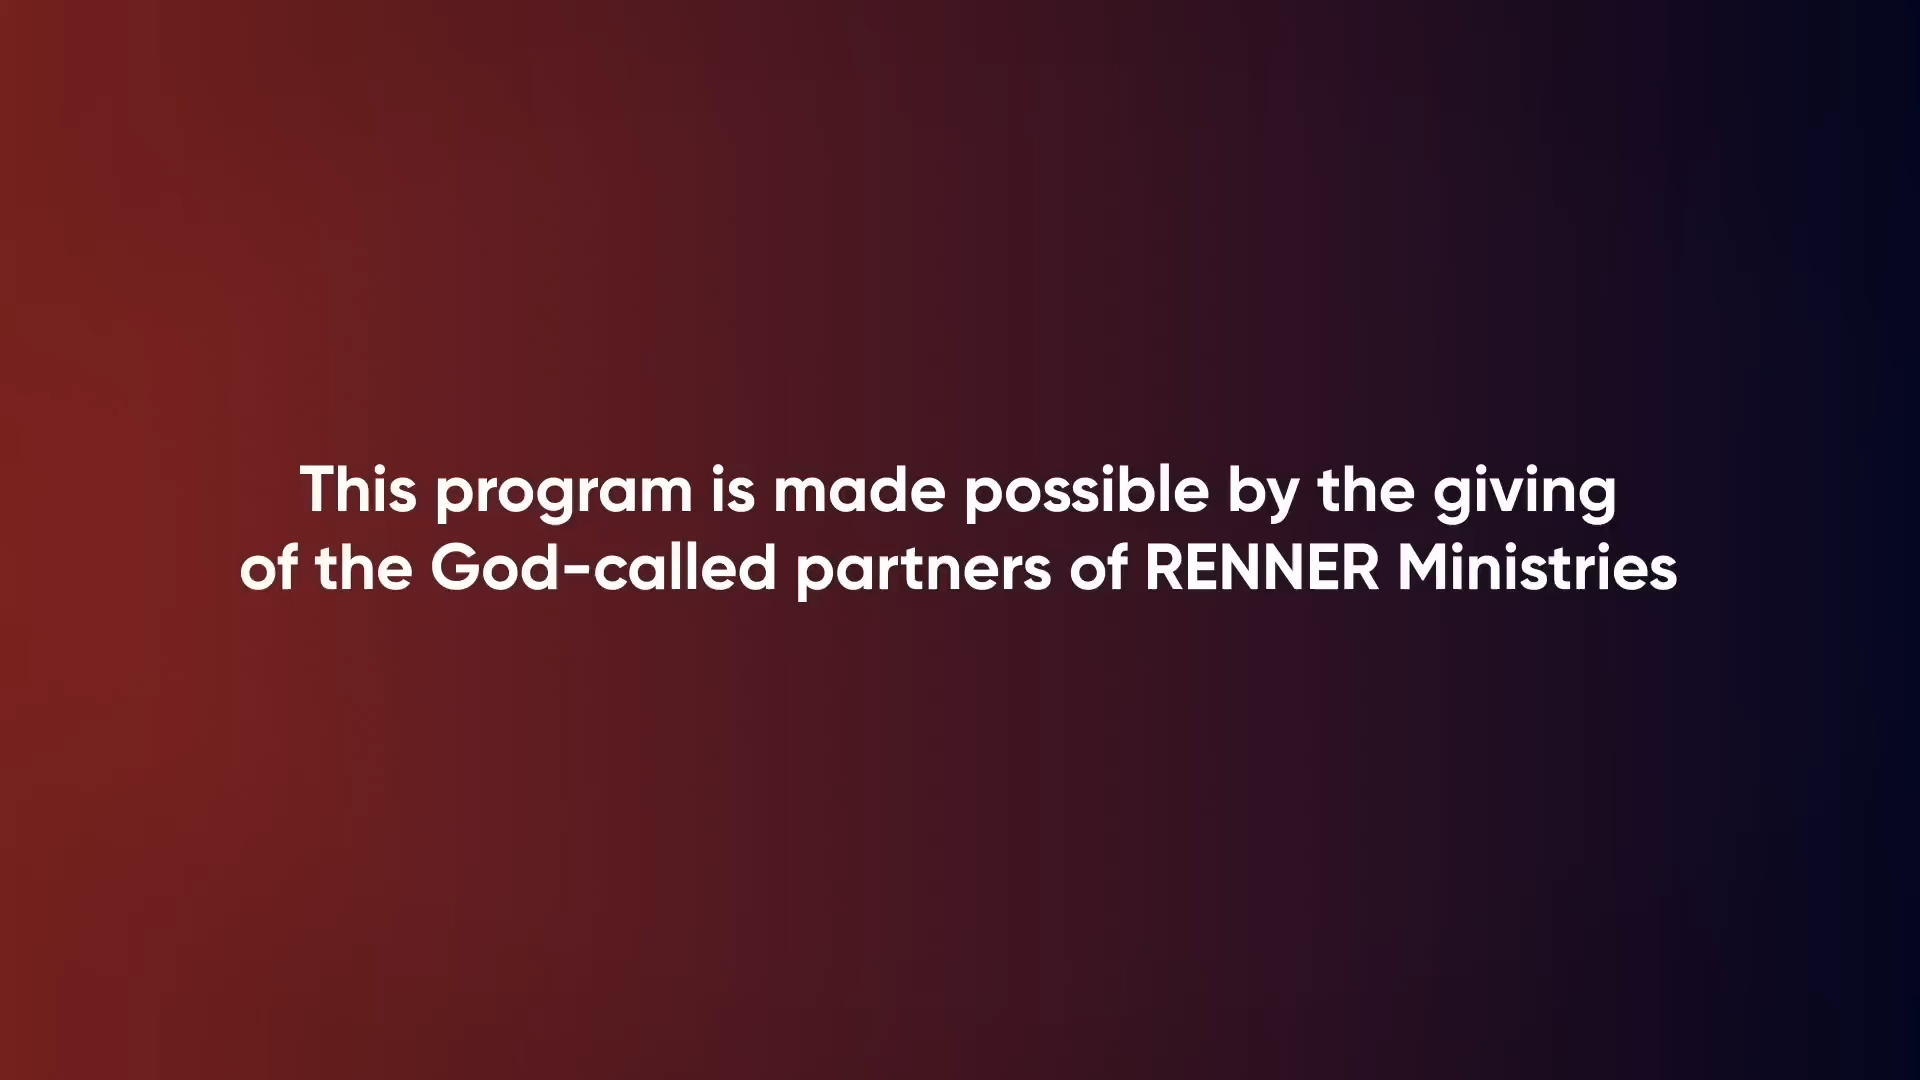 This program is made possible by the giving
of the God-called partners of RENNER Ministries